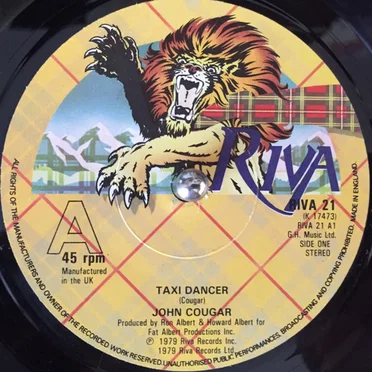 RIVA
A
45 rpm
Manufactured
in the UK
RIVA 21
(K 17473)
RIVA 21 A1
G.H. Music Ltd.
SIDE ONE
STEREO
TAXI DANCER
(Cougar)
JOHN COUGAR
Produced by Ron Albert & Howard Albert for
Fat Albert Productions Inc.
℗ 1979 Riva Records Inc.
© 1979 Riva Records Ltd.
ALL RIGHTS OF THE MANUFACTURERS AND OWNER OF THE RECORDED WORK RESERVED. UNAUTHORISED PUBLIC PERFORMANCES, BROADCASTING AND COPYING PROHIBITED. MADE IN ENGLAND.